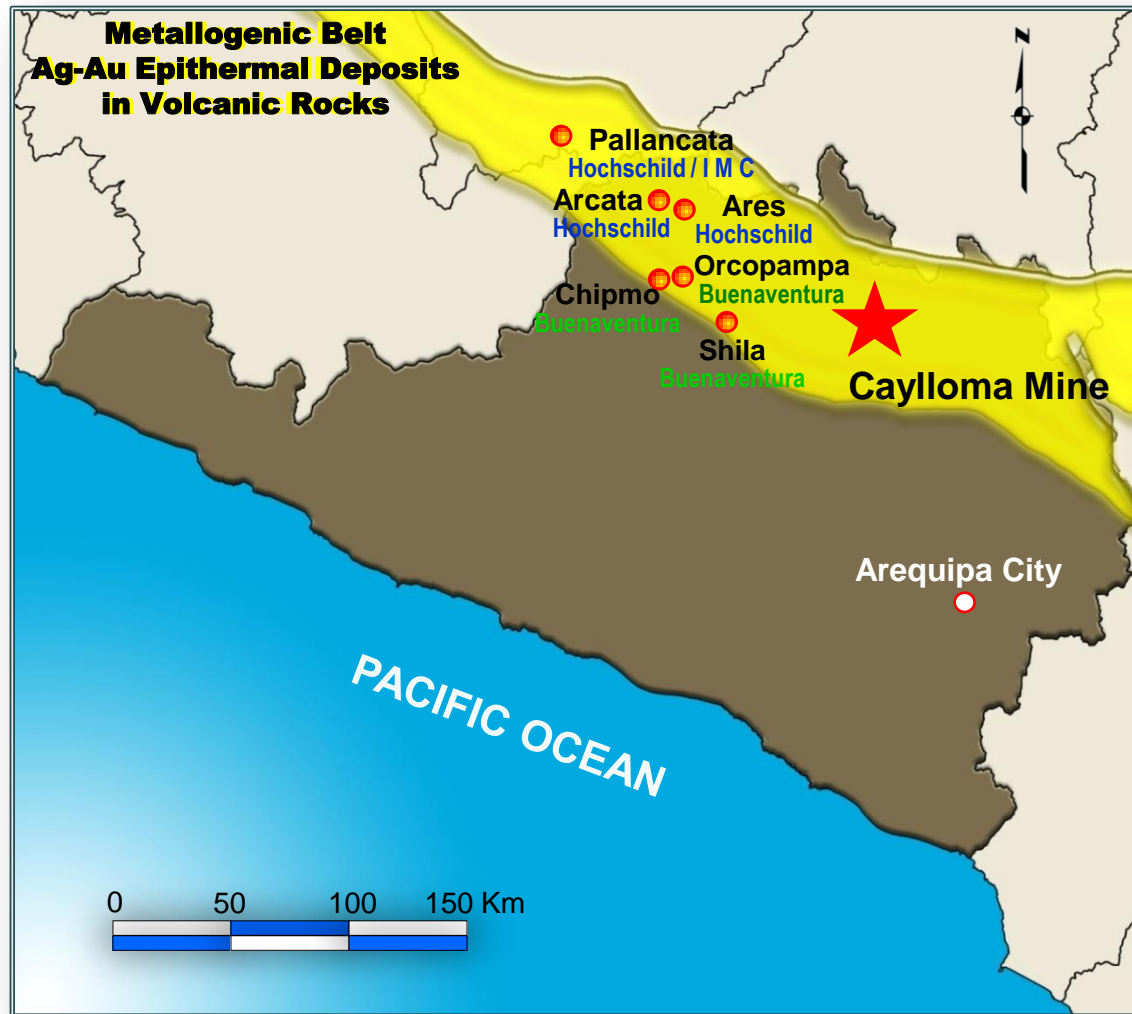 Metallogenic Belt
Ag-Au Epithermal Deposits
in Volcanic Rocks
N
Pallancata
Hochschild / I M C
Arcata
Hochschild
Ares
Hochschild
Orcopampa
Buenaventura
Chipmo
Buenaventura
Shila
Buenaventura
Caylloma Mine
Arequipa City
PACIFIC OCEAN
0 50 100 150 Km